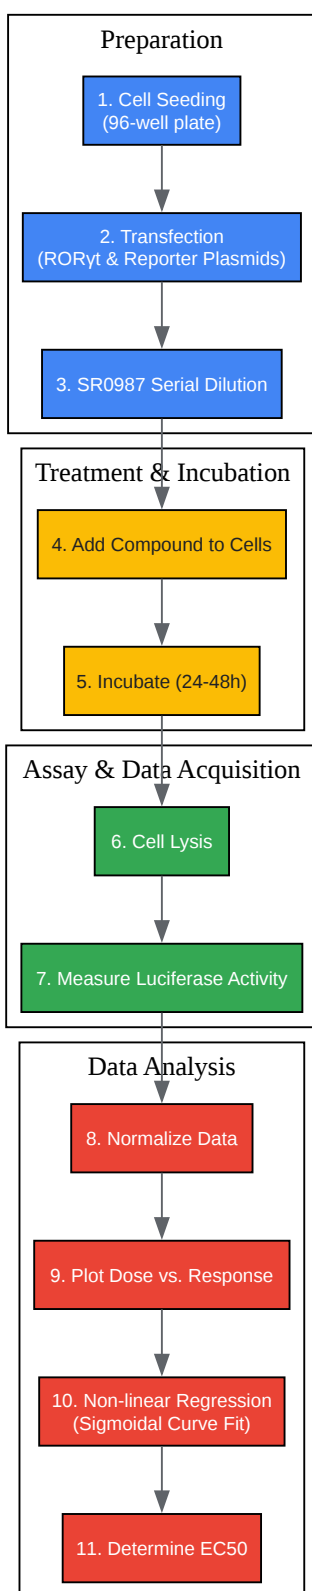 Preparation
1. Cell Seeding
(96-well plate)
2. Transfection
(RORγt & Reporter Plasmids)
3. SR0987 Serial Dilution
Treatment & Incubation
4. Add Compound to Cells
5. Incubate (24-48h)
Assay & Data Acquisition
6. Cell Lysis
7. Measure Luciferase Activity
Data Analysis
8. Normalize Data
9. Plot Dose vs. Response
10. Non-linear Regression
(Sigmoidal Curve Fit)
11. Determine EC50